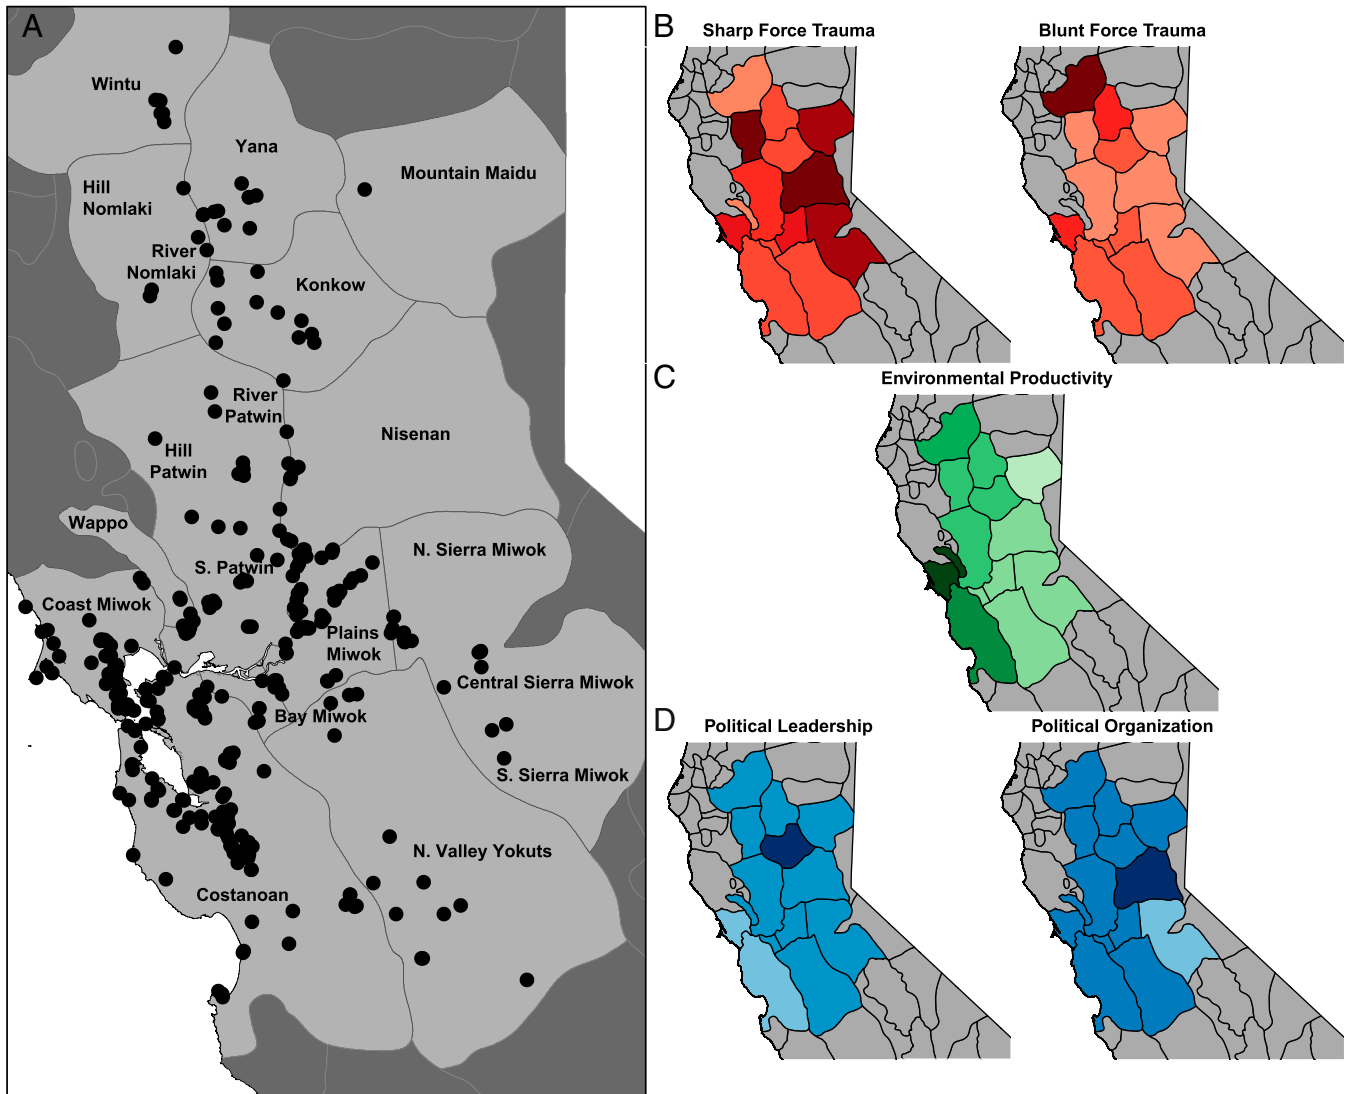 A
Wintu
Yana
Hill
Nomlaki
Mountain Maidu
River
Nomlaki
Konkow
River
Patwin
Hill
Patwin
Nisenan
Wappo
S. Patwin
N. Sierra Miwok
Coast Miwok
Plains
Miwok
Central Sierra Miwok
Bay Miwok
S. Sierra Miwok
N. Valley Yokuts
Costanoan
B
Sharp Force Trauma
Blunt Force Trauma
C
Environmental Productivity
D
Political Leadership
Political Organization